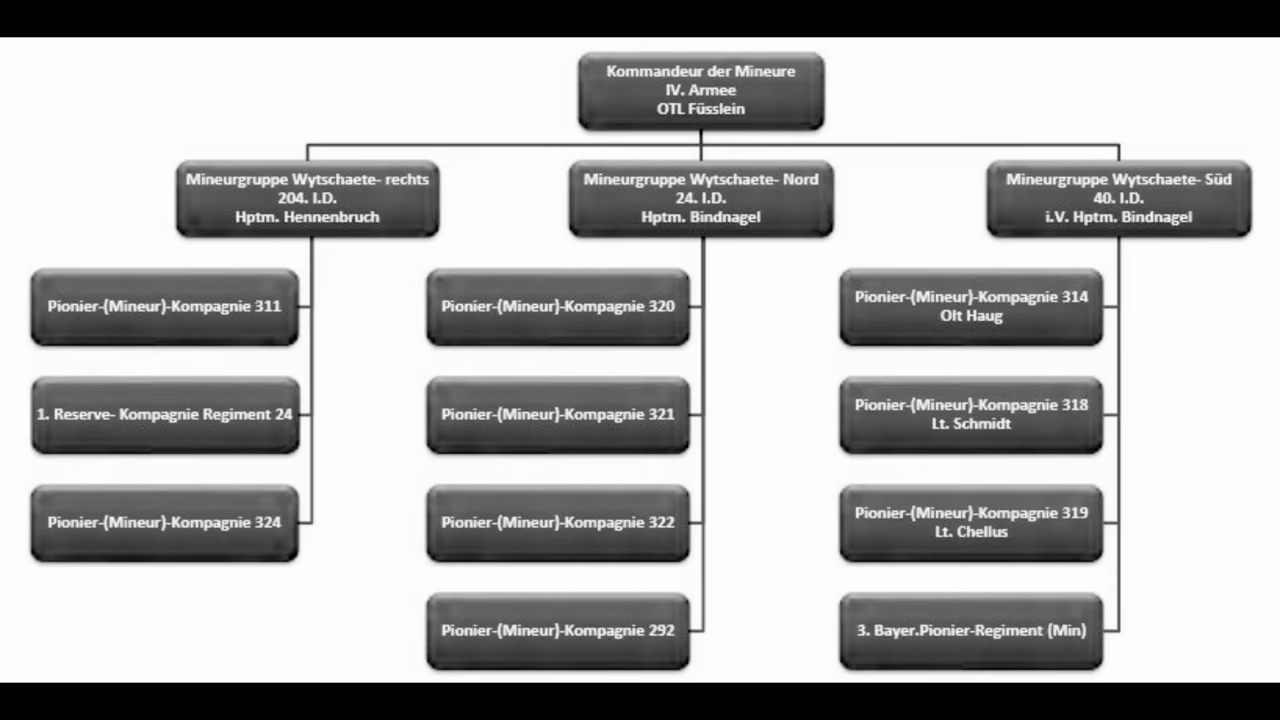 Kommandeur der Mineure
IV. Armee
OTL Füsslein
Mineurgruppe Wytschaete- rechts
204. I.D.
Hptm. Hennenbruch
Mineurgruppe Wytschaete- Nord
24. I.D.
Hptm. Bindnagel
Mineurgruppe Wytschaete- Süd
40. I.D.
i.V. Hptm. Bindnagel
Pionier-(Mineur)-Kompagnie 311
1. Reserve- Kompagnie Regiment 24
Pionier-(Mineur)-Kompagnie 324
Pionier-(Mineur)-Kompagnie 320
Pionier-(Mineur)-Kompagnie 321
Pionier-(Mineur)-Kompagnie 322
Pionier-(Mineur)-Kompagnie 292
Pionier-(Mineur)-Kompagnie 314
Olt Haug
Pionier-(Mineur)-Kompagnie 318
Lt. Schmidt
Pionier-(Mineur)-Kompagnie 319
Lt. Chellus
3. Bayer.Pionier-Regiment (Min)